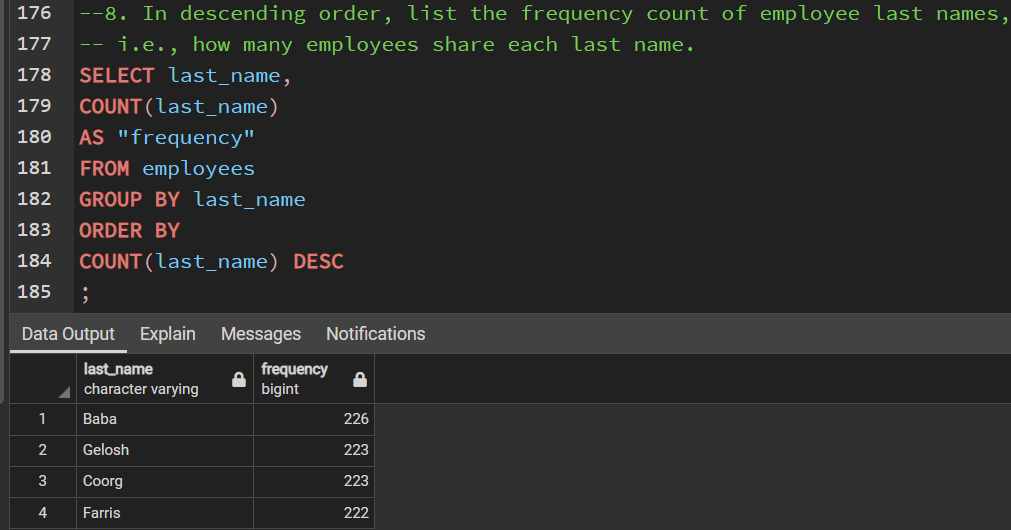 176 --8. In descending order, list the frequency count of employee last names,
177 -- i.e., how many employees share each last name.
178 SELECT last_name,
179 COUNT(last_name)
180 AS "frequency"
181 FROM employees
182 GROUP BY last_name
183 ORDER BY
184 COUNT(last_name) DESC
185 ;
Data Output Explain Messages Notifications
last_name frequency
character varying bigint
1 Baba 226
2 Gelosh 223
3 Coorg 223
4 Farris 222